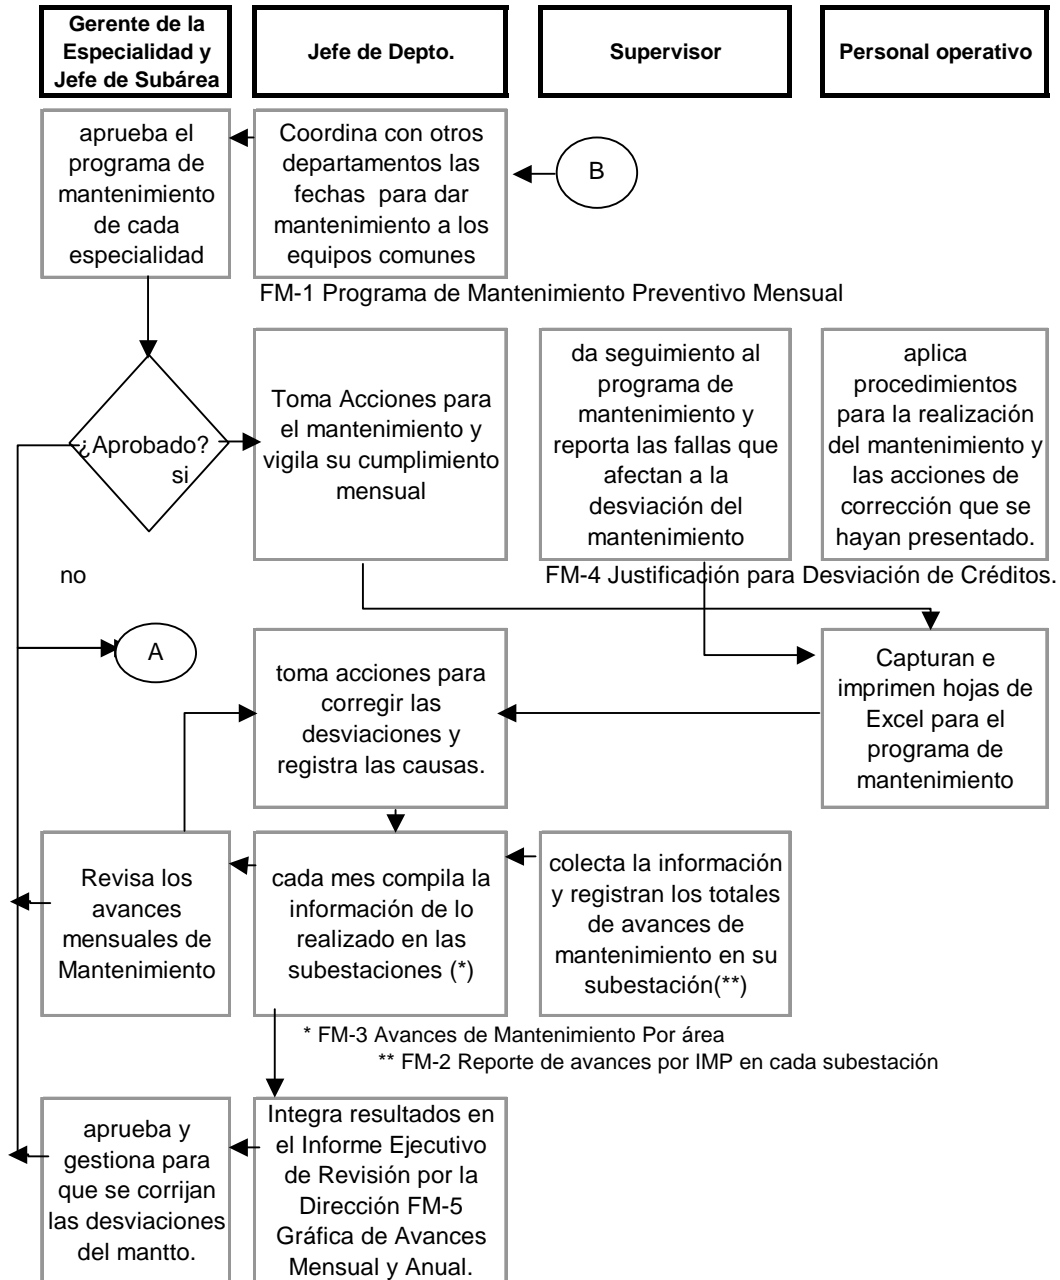 Gerente de la
Especialidad y
Jefe de Subárea
Jefe de Depto.
Supervisor
Personal operativo
aprueba el
programa de
mantenimiento
de cada
especialidad
Coordina con otros
departamentos las
fechas para dar
mantenimiento a los
equipos comunes
B
FM-1 Programa de Mantenimiento Preventivo Mensual
¿Aprobado?
si
no
Toma Acciones para
el mantenimiento y
vigila su cumplimiento
mensual
da seguimiento al
programa de
mantenimiento y
reporta las fallas que
afectan a la
desviación del
mantenimiento
aplica
procedimientos
para la realización
del mantenimiento y
las acciones de
corrección que se
hayan presentado.
FM-4 Justificación para Desviación de Créditos.
A
toma acciones para
corregir las
desviaciones y
registra las causas.
Capturan e
imprimen hojas de
Excel para el
programa de
mantenimiento
Revisa los
avances
mensuales de
Mantenimiento
cada mes compila la
información de lo
realizado en las
subestaciones (*)
colecta la información
y registran los totales
de avances de
mantenimiento en su
subestación(**)
* FM-3 Avances de Mantenimiento Por área
** FM-2 Reporte de avances por IMP en cada subestación
aprueba y
gestiona para
que se corrijan
las desviaciones
del mantto.
Integra resultados en
el Informe Ejecutivo
de Revisión por la
Dirección FM-5
Gráfica de Avances
Mensual y Anual.